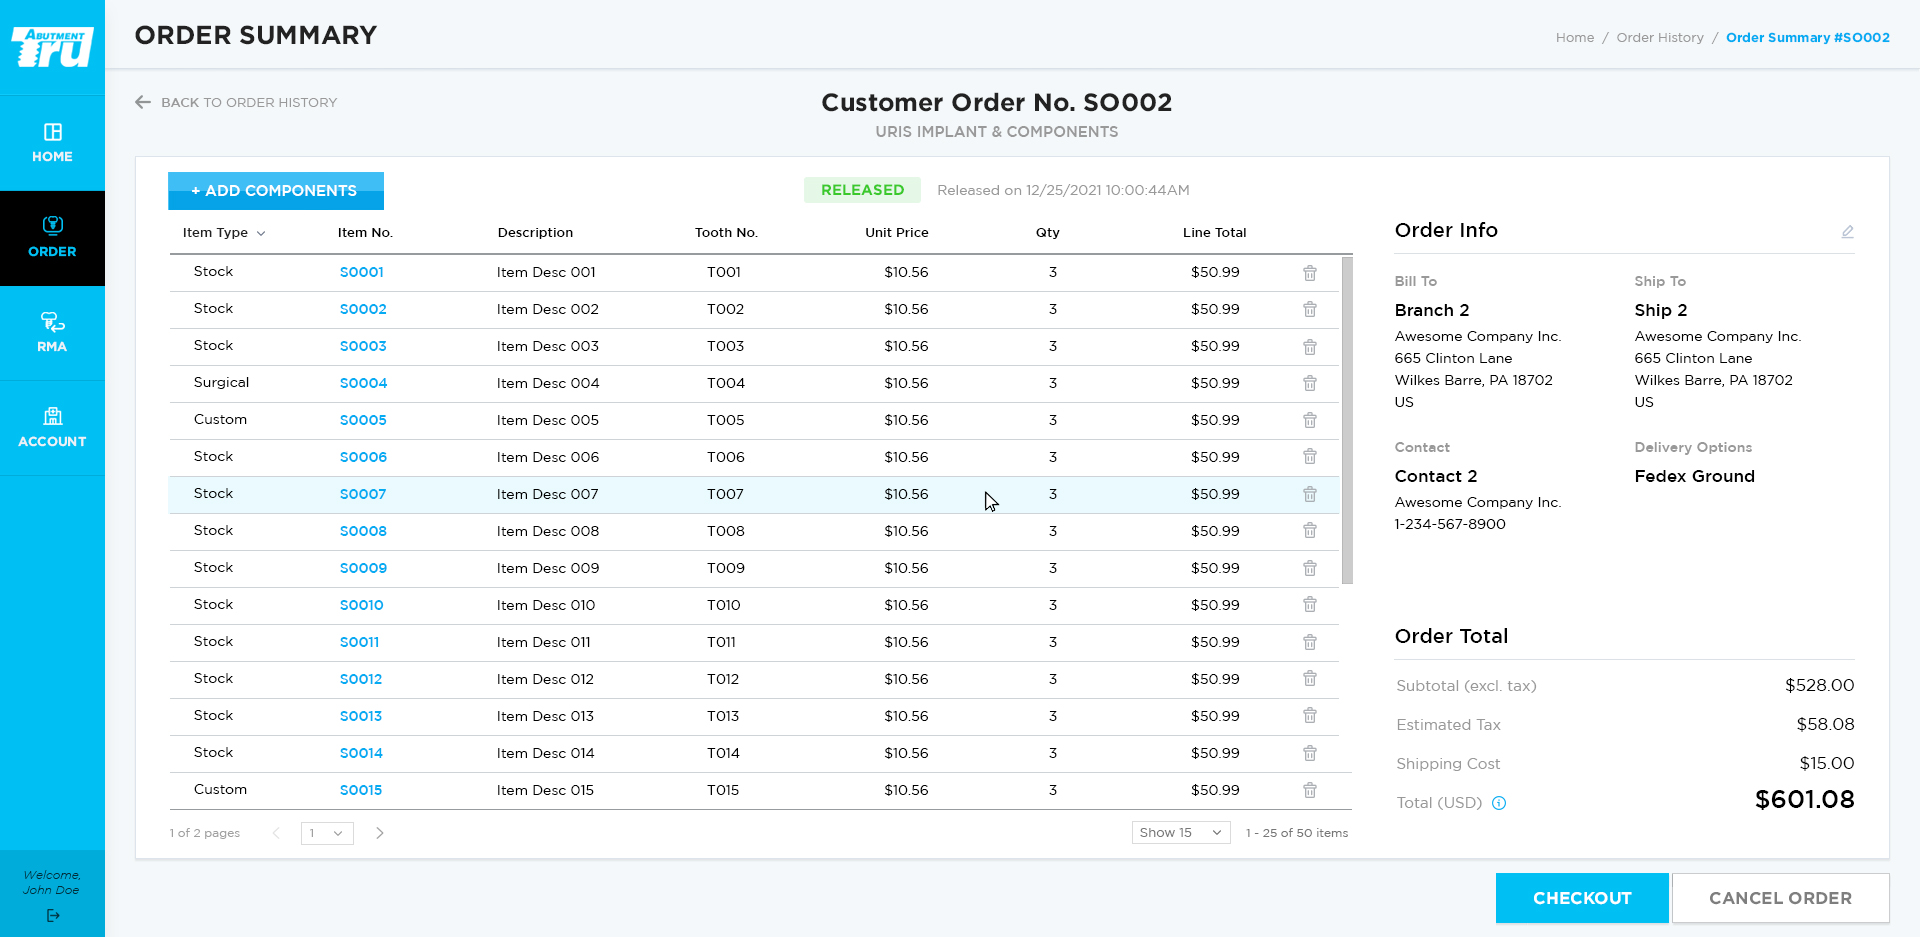 ABUTMENT
Tru
HOME
ORDER
RMA
ACCOUNT
Welcome,
John Doe
ORDER SUMMARY
Home / Order History / Order Summary #SO002
BACK TO ORDER HISTORY
Customer Order No. SO002
URIS IMPLANT & COMPONENTS
+ ADD COMPONENTS
RELEASED Released on 12/25/2021 10:00:44AM
Item Type Item No. Description Tooth No. Unit Price Qty Line Total
Stock S0001 Item Desc 001 T001 $10.56 3 $50.99
Stock S0002 Item Desc 002 T002 $10.56 3 $50.99
Stock S0003 Item Desc 003 T003 $10.56 3 $50.99
Surgical S0004 Item Desc 004 T004 $10.56 3 $50.99
Custom S0005 Item Desc 005 T005 $10.56 3 $50.99
Stock S0006 Item Desc 006 T006 $10.56 3 $50.99
Stock S0007 Item Desc 007 T007 $10.56 3 $50.99
Stock S0008 Item Desc 008 T008 $10.56 3 $50.99
Stock S0009 Item Desc 009 T009 $10.56 3 $50.99
Stock S0010 Item Desc 010 T010 $10.56 3 $50.99
Stock S0011 Item Desc 011 T011 $10.56 3 $50.99
Stock S0012 Item Desc 012 T012 $10.56 3 $50.99
Stock S0013 Item Desc 013 T013 $10.56 3 $50.99
Stock S0014 Item Desc 014 T014 $10.56 3 $50.99
Custom S0015 Item Desc 015 T015 $10.56 3 $50.99
1 of 2 pages 1 Show 15 1 - 25 of 50 items
Order Info
Bill To
Branch 2
Awesome Company Inc.
665 Clinton Lane
Wilkes Barre, PA 18702
US
Ship To
Ship 2
Awesome Company Inc.
665 Clinton Lane
Wilkes Barre, PA 18702
US
Contact
Contact 2
Awesome Company Inc.
1-234-567-8900
Delivery Options
Fedex Ground
Order Total
Subtotal (excl. tax) $528.00
Estimated Tax $58.08
Shipping Cost $15.00
Total (USD) $601.08
CHECKOUT CANCEL ORDER